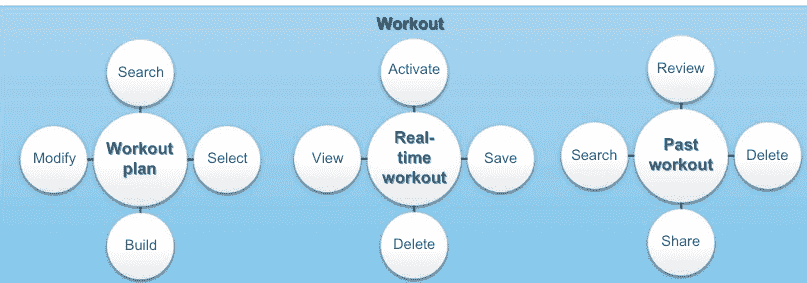 Workout
Search
Modify
Workout
plan
Select
Build
Activate
View
Real-
time
workout
Save
Delete
Review
Search
Past
workout
Delete
Share